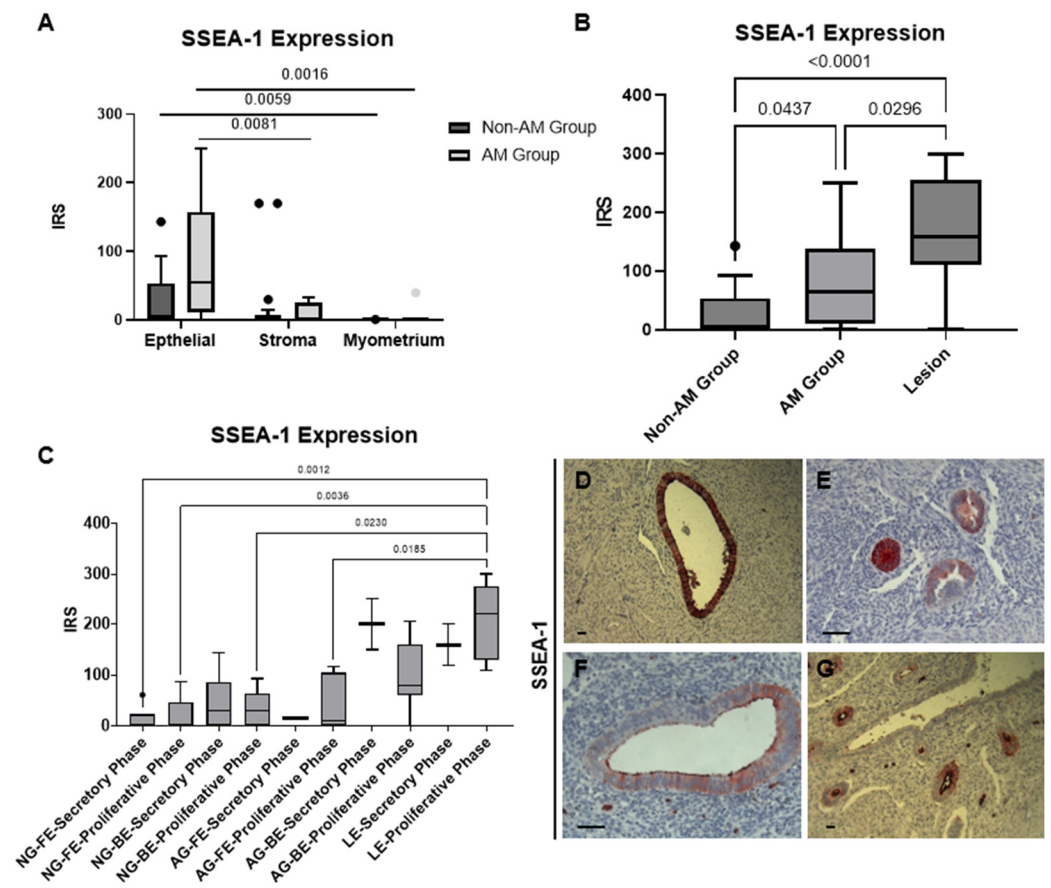 A
SSEA-1 Expression
0.0016
0.0059
0.0081
300
200
100
0
IRS
Epthelial
Stroma
Myometrium
Non-AM Group
AM Group
B
SSEA-1 Expression
<0.0001
0.0437
0.0296
400
300
200
100
0
IRS
Non-AM Group
AM Group
Lesion
C
SSEA-1 Expression
0.0012
0.0036
0.0230
0.0185
400
300
200
100
0
IRS
NG-FE-Secretory Phase
NG-FE-Proliferative Phase
NG-BE-Secretory Phase
NG-BE-Proliferative Phase
AG-FE-Secretory Phase
AG-FE-Proliferative Phase
AG-BE-Secretory Phase
AG-BE-Proliferative Phase
LE-Secretory Phase
LE-Proliferative Phase
SSEA-1
D
E
F
G